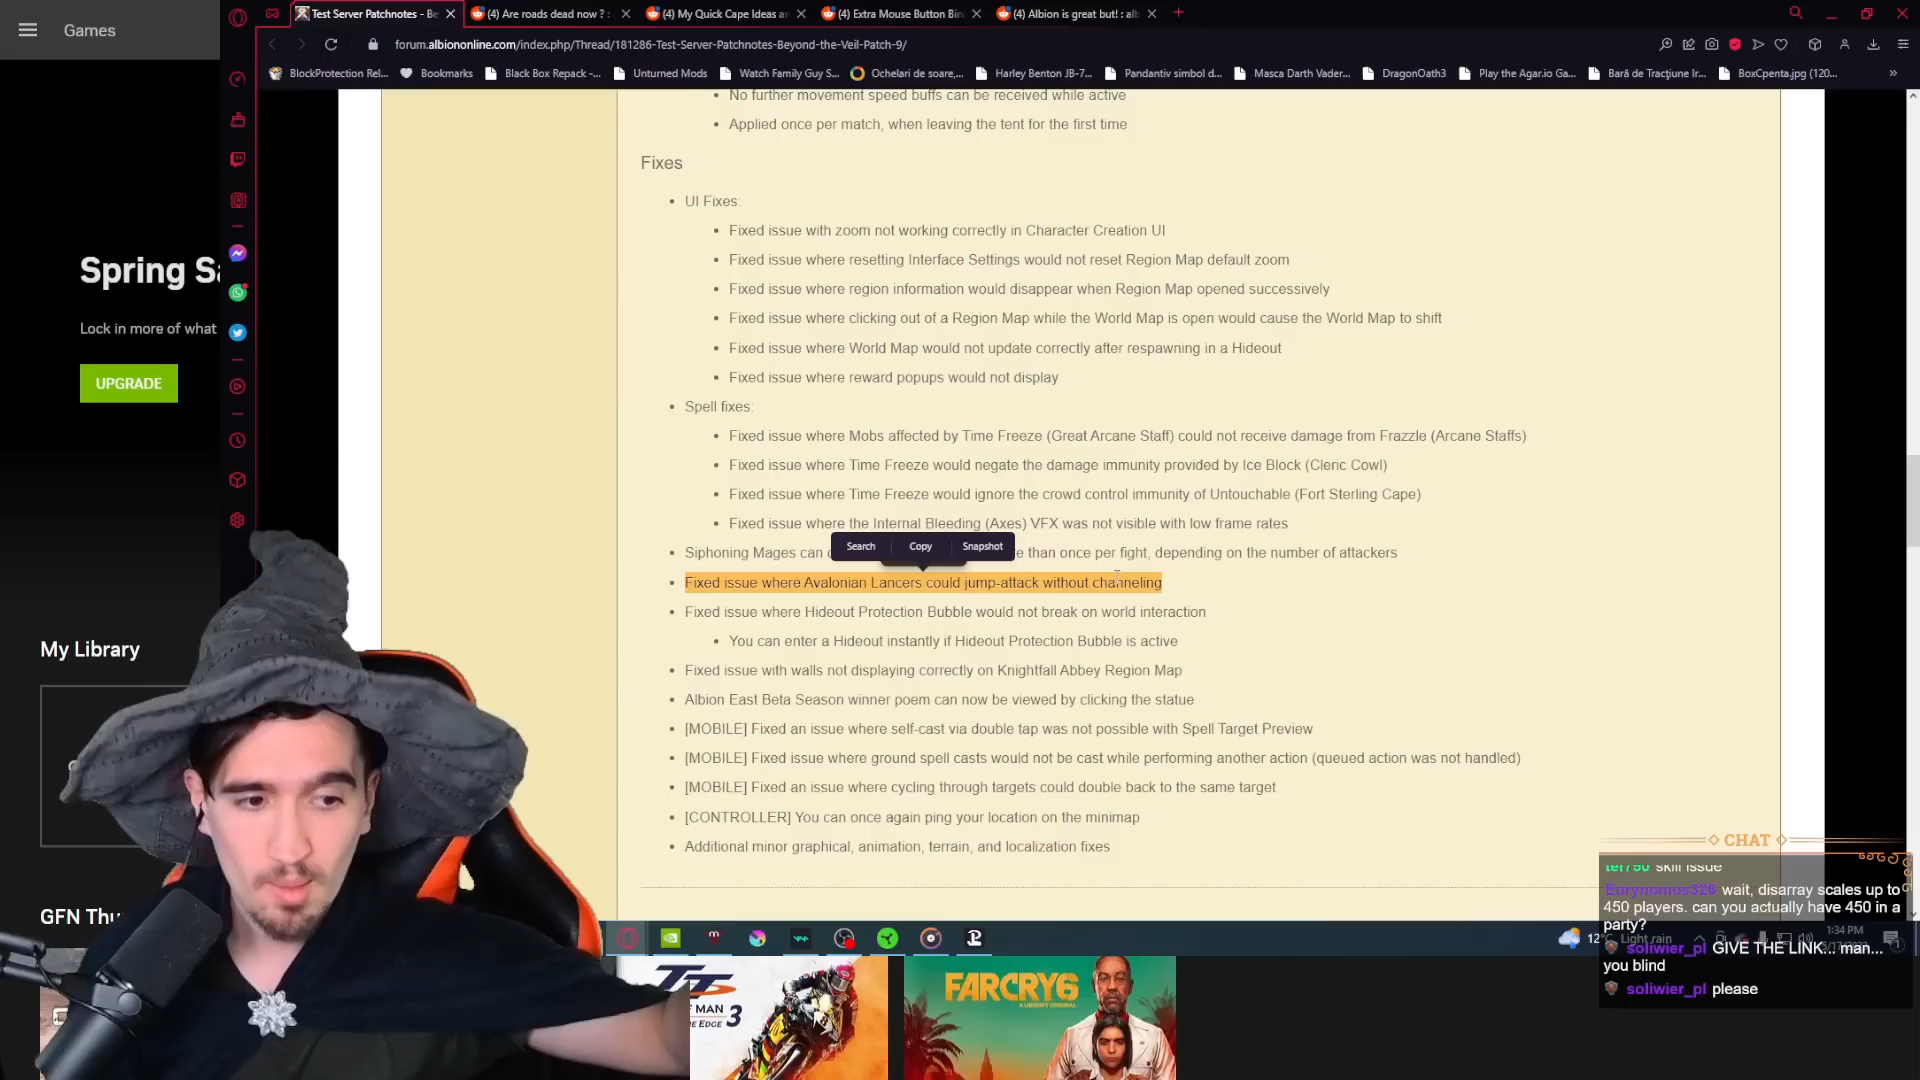 Games
Test Server Patchnotes - Be
(4) Are roads dead now ? :
(4) My Quick Cape Ideas a
(4) Extra Mouse Button Bin
(4) Albion is great but! : alb
forum.albiononline.com/index.php/Thread/181286-Test-Server-Patchnotes-Beyond-the-Veil-Patch-9/
BlockProtection Rel...
Bookmarks
Black Box Repack -...
Unturned Mods
Watch Family Guy S...
Ochelari de soare,...
Harley Benton JB-7...
Pandantiv simbol d...
Masca Darth Vader...
DragonOath3
Play the Agar.io Ga...
Bară de Tracțiune Ir...
BoxCpenta.jpg (120...
No further movement speed buffs can be received while active
Applied once per match, when leaving the tent for the first time
Fixes
UI Fixes:
Fixed issue with zoom not working correctly in Character Creation UI
Fixed issue where resetting Interface Settings would not reset Region Map default zoom
Fixed issue where region information would disappear when Region Map opened successively
Fixed issue where clicking out of a Region Map while the World Map is open would cause the World Map to shift
Fixed issue where World Map would not update correctly after respawning in a Hideout
Fixed issue where reward popups would not display
Spell fixes:
Fixed issue where Mobs affected by Time Freeze (Great Arcane Staff) could not receive damage from Frazzle (Arcane Staffs)
Fixed issue where Time Freeze would negate the damage immunity provided by Ice Block (Cleric Cowl)
Fixed issue where Time Freeze would ignore the crowd control immunity of Untouchable (Fort Sterling Cape)
Fixed issue where the Internal Bleeding (Axes) VFX was not visible with low frame rates
Search Copy Snapshot
Siphoning Mages can than once per fight, depending on the number of attackers
Fixed issue where Avalonian Lancers could jump-attack without channeling
Fixed issue where Hideout Protection Bubble would not break on world interaction
You can enter a Hideout instantly if Hideout Protection Bubble is active
Fixed issue with walls not displaying correctly on Knightfall Abbey Region Map
Albion East Beta Season winner poem can now be viewed by clicking the statue
[MOBILE] Fixed an issue where self-cast via double tap was not possible with Spell Target Preview
[MOBILE] Fixed issue where ground spell casts would not be cast while performing another action (queued action was not handled)
[MOBILE] Fixed an issue where cycling through targets could double back to the same target
[CONTROLLER] You can once again ping your location on the minimap
Additional minor graphical, animation, terrain, and localization fixes
Spring Sa
Lock in more of what
UPGRADE
My Library
GFN Thu
CHAT
skill issue
Eurynomos326 wait, disarray scales up to
450 players. can you actually have 450 in a
party?
soliwier_pl GIVE THE LINK... man...
you blind
soliwier_pl please
12° Light rain
1:34 PM
TT
MAN
EDGE 3
FARCRY6